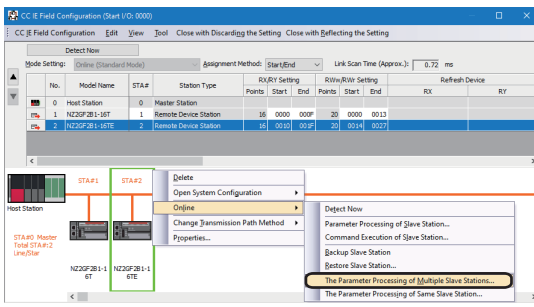 CC IE Field Configuration (Start I/O: 0000)
CC IE Field Configuration Edit View Tool Close with Discarding the Setting Close with Reflecting the Setting
Detect Now
Mode Setting: Online (Standard Mode) Assignment Method: Start/End Link Scan Time (Approx.): 0.72 ms
No. Model Name STA# Station Type RX/RY Setting RWw/RWr Setting Refresh Device
Points Start End Points Start End RX RY
0 Host Station 0 Master Station
1 NZ2GF2B1-16T 1 Remote Device Station 16 0000 000F 20 0000 0013
2 NZ2GF2B1-16TE 2 Remote Device Station 16 0010 001F 20 0014 0027
STA#1 STA#2
Host Station
STA#0 Master
Total STA#:2
Line/Star
NZ2GF2B1-1
6T
NZ2GF2B1-1
6TE
Delete
Open System Configuration
Online
Change Transmission Path Method
Properties...
Detect Now
Parameter Processing of Slave Station...
Command Execution of Slave Station...
Backup Slave Station
Restore Slave Station...
The Parameter Processing of Multiple Slave Stations...
The Parameter Processing of Same Slave Station...